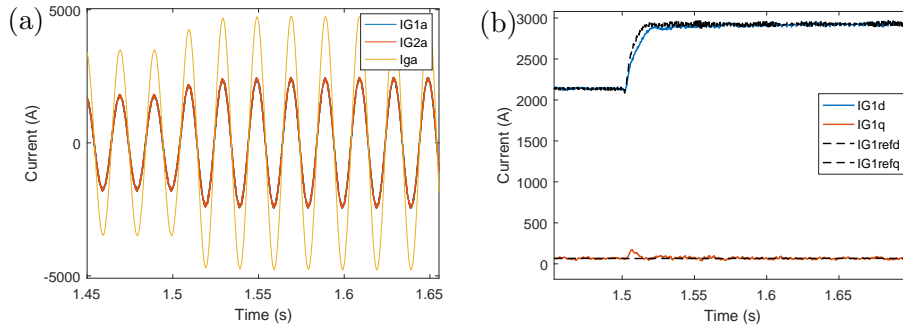 (a)
5000
0
-5000
Current (A)
IG1a
IG2a
Iga
1.45
1.5
1.55
1.6
1.65
Time (s)
(b)
3000
2500
2000
1500
1000
500
0
Current (A)
IG1d
IG1q
IG1refd
IG1refq
1.5
1.55
1.6
1.65
Time (s)